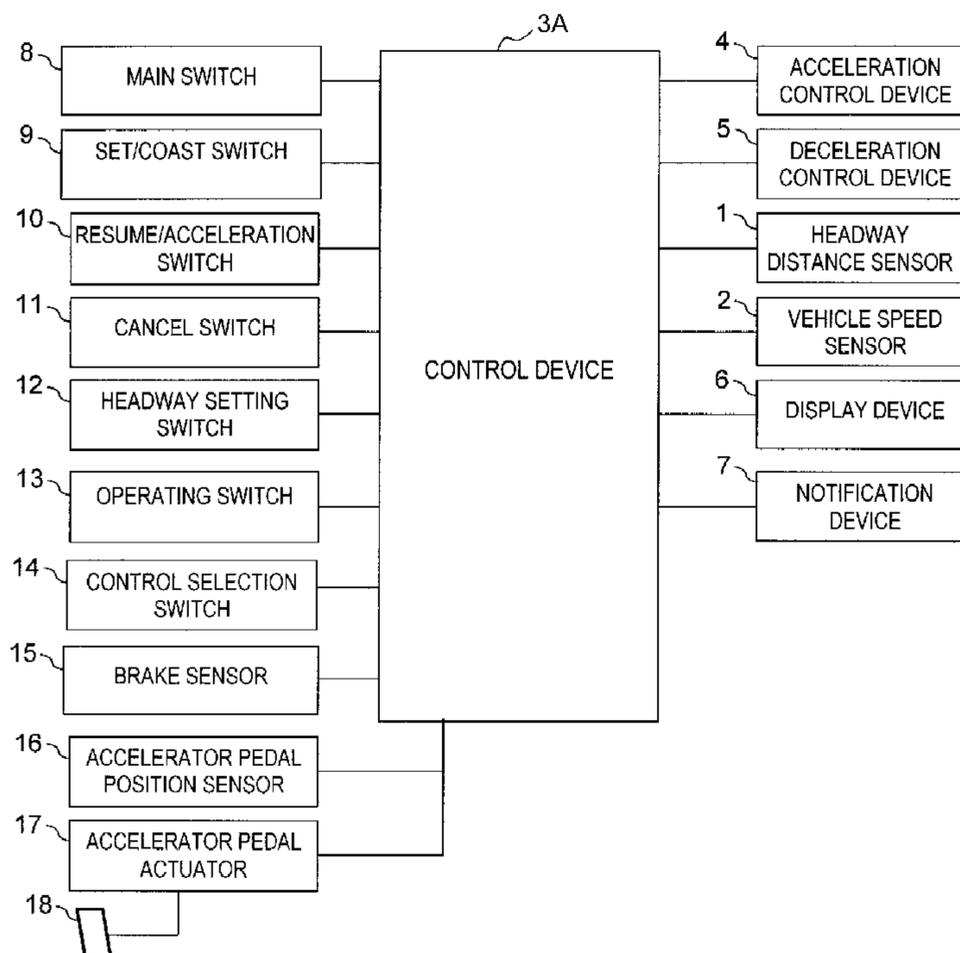 3A
8
MAIN SWITCH
9
SET/COAST SWITCH
10
RESUME/ACCELERATION
SWITCH
11
CANCEL SWITCH
12
HEADWAY SETTING
SWITCH
13
OPERATING SWITCH
14
CONTROL SELECTION
SWITCH
15
BRAKE SENSOR
16
ACCELERATOR PEDAL
POSITION SENSOR
17
ACCELERATOR PEDAL
ACTUATOR
18
CONTROL DEVICE
4
ACCELERATION
CONTROL DEVICE
5
DECELERATION
CONTROL DEVICE
1
HEADWAY
DISTANCE SENSOR
2
VEHICLE SPEED
SENSOR
6
DISPLAY DEVICE
7
NOTIFICATION
DEVICE